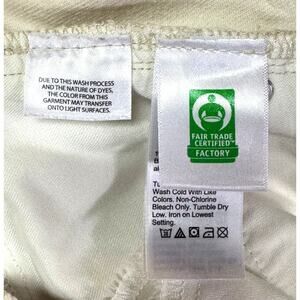 DUE TO THIS WASH PROCESS
AND THE NATURE OF DYES,
THE COLOR FROM THIS
GARMENT MAY TRANSFER
ONTO LIGHT SURFACES.
FAIR TRADE
CERTIFIED™
FACTORY
Wash Cold With Like
Colors. Non-Chlorine
Bleach Only. Tumble Dry
Low. Iron on Lowest
Setting.